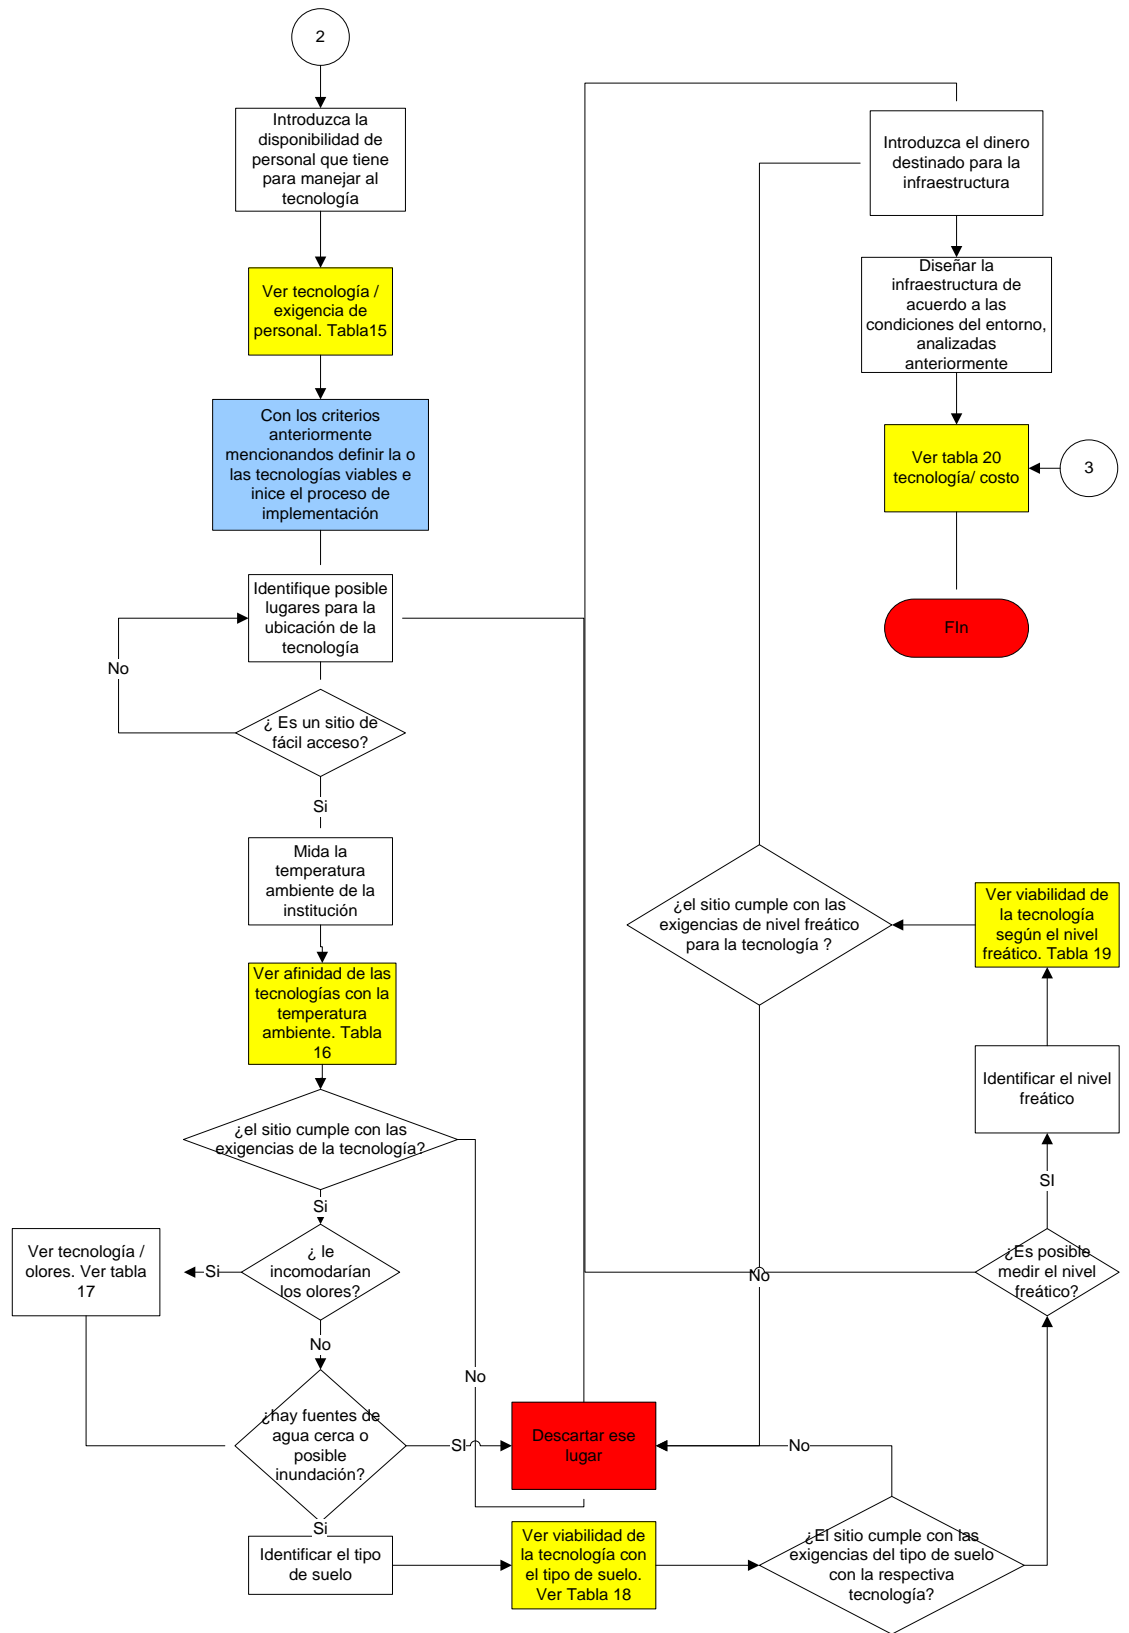 2
Introduzca la
disponibilidad de
personal que tiene
para manejar al
tecnología
Ver tecnología /
exigencia de
personal. Tabla15
Con los criterios
anteriormente
mencionandos definir la o
las tecnologías viables e
inice el proceso de
implementación
Identifique posible
lugares para la
ubicación de la
tecnología
No
¿ Es un sitio de
fácil acceso?
Si
Mida la
temperatura
ambiente de la
institución
Ver afinidad de las
tecnologías con la
temperatura
ambiente. Tabla
16
¿el sitio cumple con las
exigencias de la tecnología?
Si
No
¿ le
incomodarían
los olores?
Si
Ver tecnología /
olores. Ver tabla
17
No
¿hay fuentes de
agua cerca o
posible
inundación?
SI
Descartar ese
lugar
Si
Identificar el tipo
de suelo
Ver viabilidad de
la tecnología con
el tipo de suelo.
Ver Tabla 18
¿El sitio cumple con las
exigencias del tipo de suelo
con la respectiva
tecnología?
No
¿Es posible
medir el nivel
freático?
SI
Identificar el nivel
freático
Ver viabilidad de
la tecnología
según el nivel
freático. Tabla 19
¿el sitio cumple con las
exigencias de nivel freático
para la tecnología ?
No
Introduzca el dinero
destinado para la
infraestructura
Diseñar la
infraestructura de
acuerdo a las
condiciones del entorno,
analizadas
anteriormente
Ver tabla 20
tecnología/ costo
3
FIn